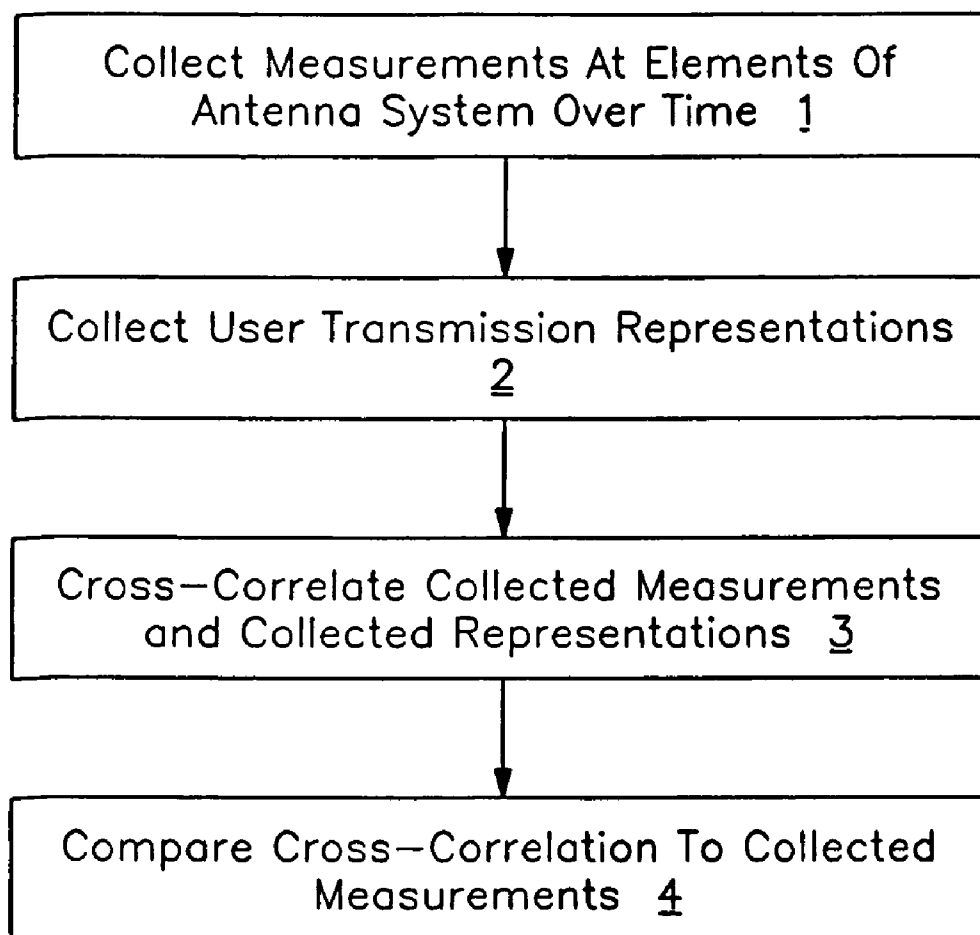 Collect Measurements At Elements Of
Antenna System Over Time 1
Collect User Transmission Representations
2
Cross-Correlate Collected Measurements
and Collected Representations 3
Compare Cross-Correlation To Collected
Measurements 4